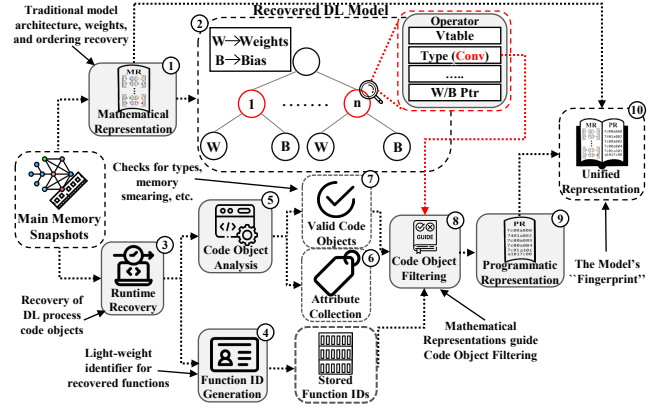 Traditional model
architecture, weights,
and ordering recovery
Recovered DL Model
1
MR
Mathematical
Representation
2
W→Weights
B→Bias
1
. . . . . . .
n
W
B
W
B
Operator
Vtable
Type (Conv)
.....
W/B Ptr
10
MR
PR
7c00a000
7401a002
Unified
Representation
Main Memory
Snapshots
Checks for types,
memory
smearing, etc.
3
Runtime
Recovery
5
Code Object
Analysis
7
Valid Code
Objects
6
Attribute
Collection
8
GUIDE
Code Object
Filtering
9
PR
7c00a000
7401a002
Programmatic
Representation
The Model's
``Fingerprint''
Recovery of
DL process
code objects
Light-weight
identifier for
recovered functions
4
Function ID
Generation
Stored
Function IDs
Mathematical
Representations guide
Code Object Filtering